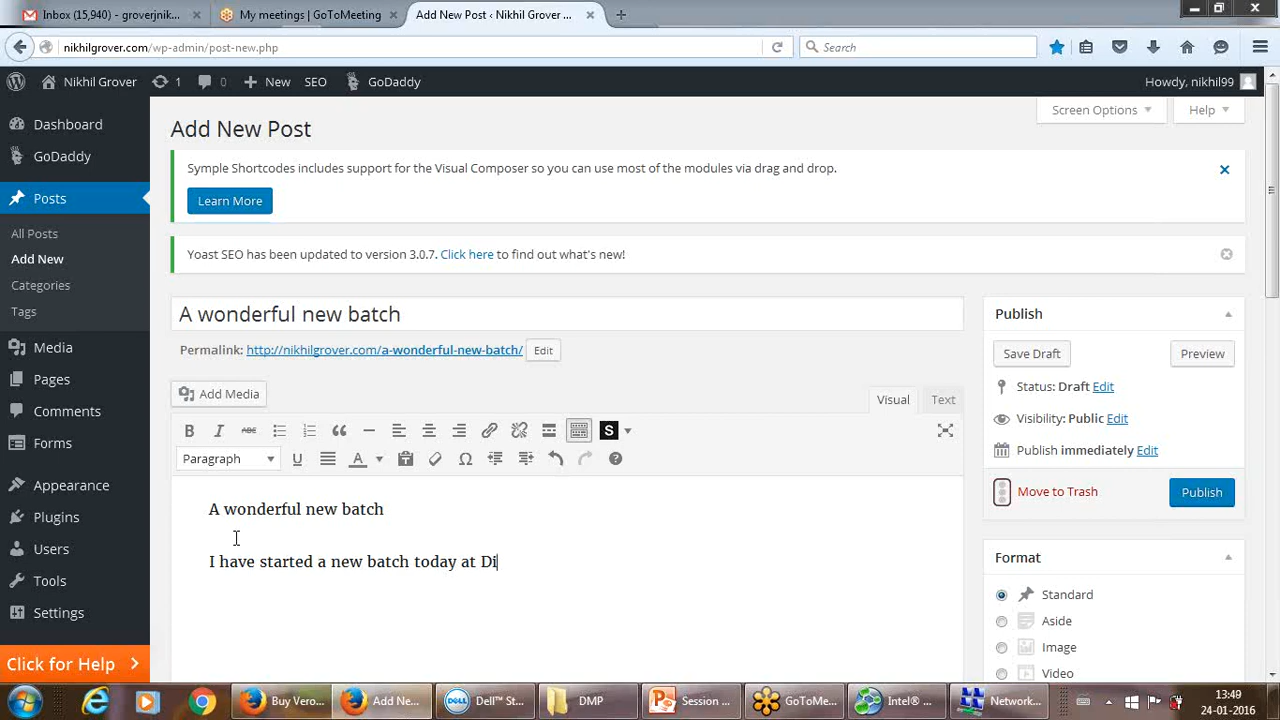 Inbox (15,940) - groverjnik...
My meetings | GoToMeeting
Add New Post ‹ Nikhil Grover ...
nikhilgrover.com/wp-admin/post-new.php
Search
Nikhil Grover
1
0
New
SEO
GoDaddy
Howdy, nikhil99
Dashboard
GoDaddy
Posts
All Posts
Add New
Categories
Tags
Media
Pages
Comments
Forms
Appearance
Plugins
Users
Tools
Settings
Click for Help
Screen Options
Help
Add New Post
Symple Shortcodes includes support for the Visual Composer so you can use most of the modules via drag and drop.
Learn More
Yoast SEO has been updated to version 3.0.7. Click here to find out what's new!
A wonderful new batch
Permalink: http://nikhilgrover.com/a-wonderful-new-batch/ Edit
Add Media
Visual
Text
B I ABC
S
Paragraph
U
A
A wonderful new batch
I have started a new batch today at Di
Publish
Save Draft
Preview
Status: Draft Edit
Visibility: Public Edit
Publish immediately Edit
Move to Trash
Publish
Format
Standard
Aside
Image
Video
Buy Vero...
Add Ne...
DELL
Dell™ St...
DMP
Session ...
GoToMe...
Intel® ...
Network...
13:49
24-01-2016